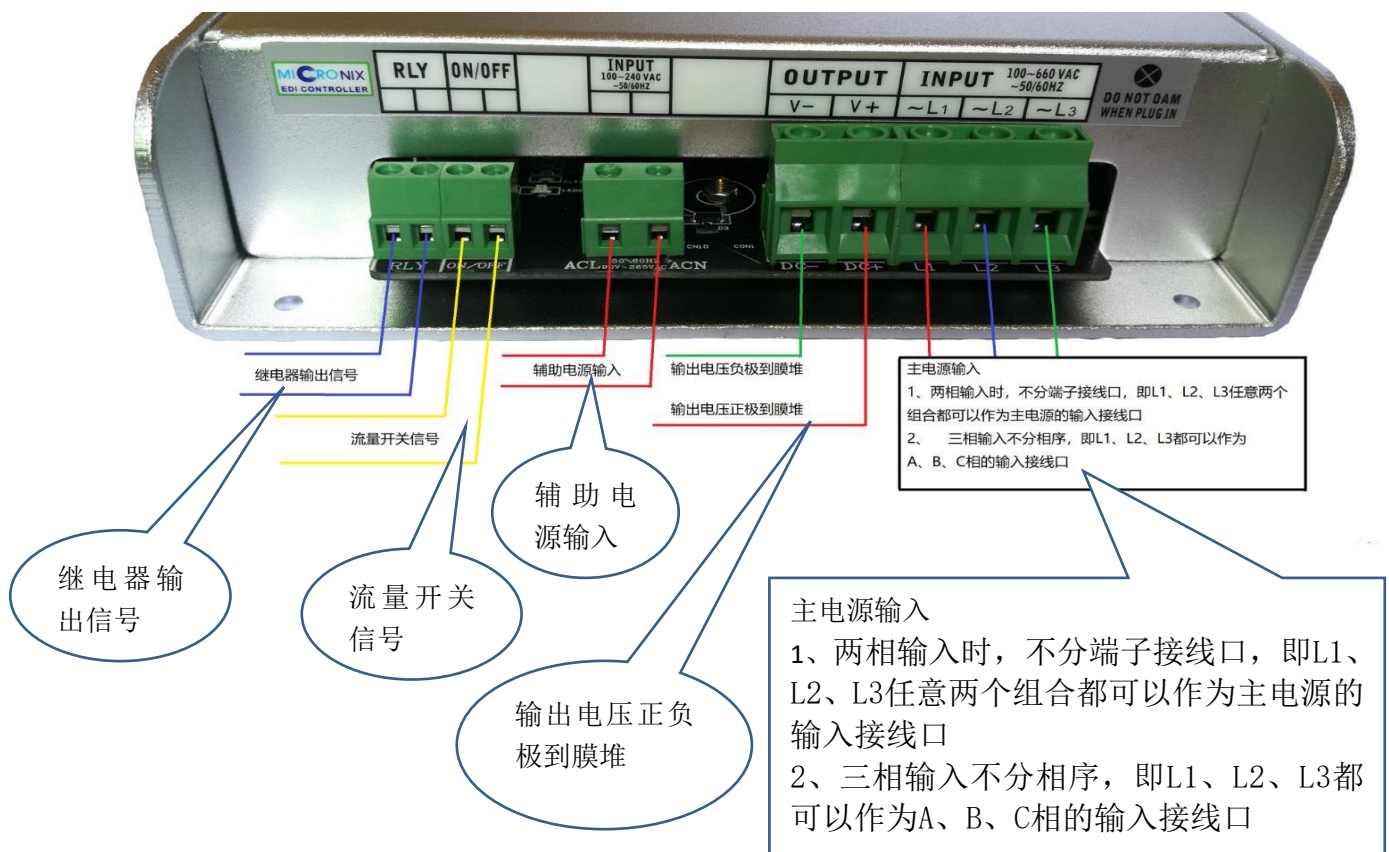 MICRONIX
EDI CONTROLLER
RLY
ON/OFF
INPUT
100~240 VAC
~50/60HZ
OUTPUT
V-
V+
INPUT 100~660 VAC
~50/60HZ
~L1
~L2
~L3
DO NOT OAM
WHEN PLUG IN
RLY
ON/OFF
ACL
50\60HZ
90V~265VAC
ACN
D3
CN10
CON1
DC-
DC+
L1
L2
L3
继电器输出信号
流量开关信号
辅助电源输入
输出电压负极到膜堆
输出电压正极到膜堆
主电源输入
1、两相输入时，不分端子接线口，即L1、L2、L3任意两个
组合都可以作为主电源的输入接线口
2、 三相输入不分相序，即L1、L2、L3都可以作为
A、B、C相的输入接线口
继电器输
出信号
流量开关
信号
辅助电
源输入
输出电压正负
极到膜堆
主电源输入
1、两相输入时，不分端子接线口，即L1、
L2、L3任意两个组合都可以作为主电源的
输入接线口
2、三相输入不分相序，即L1、L2、L3都
可以作为A、B、C相的输入接线口